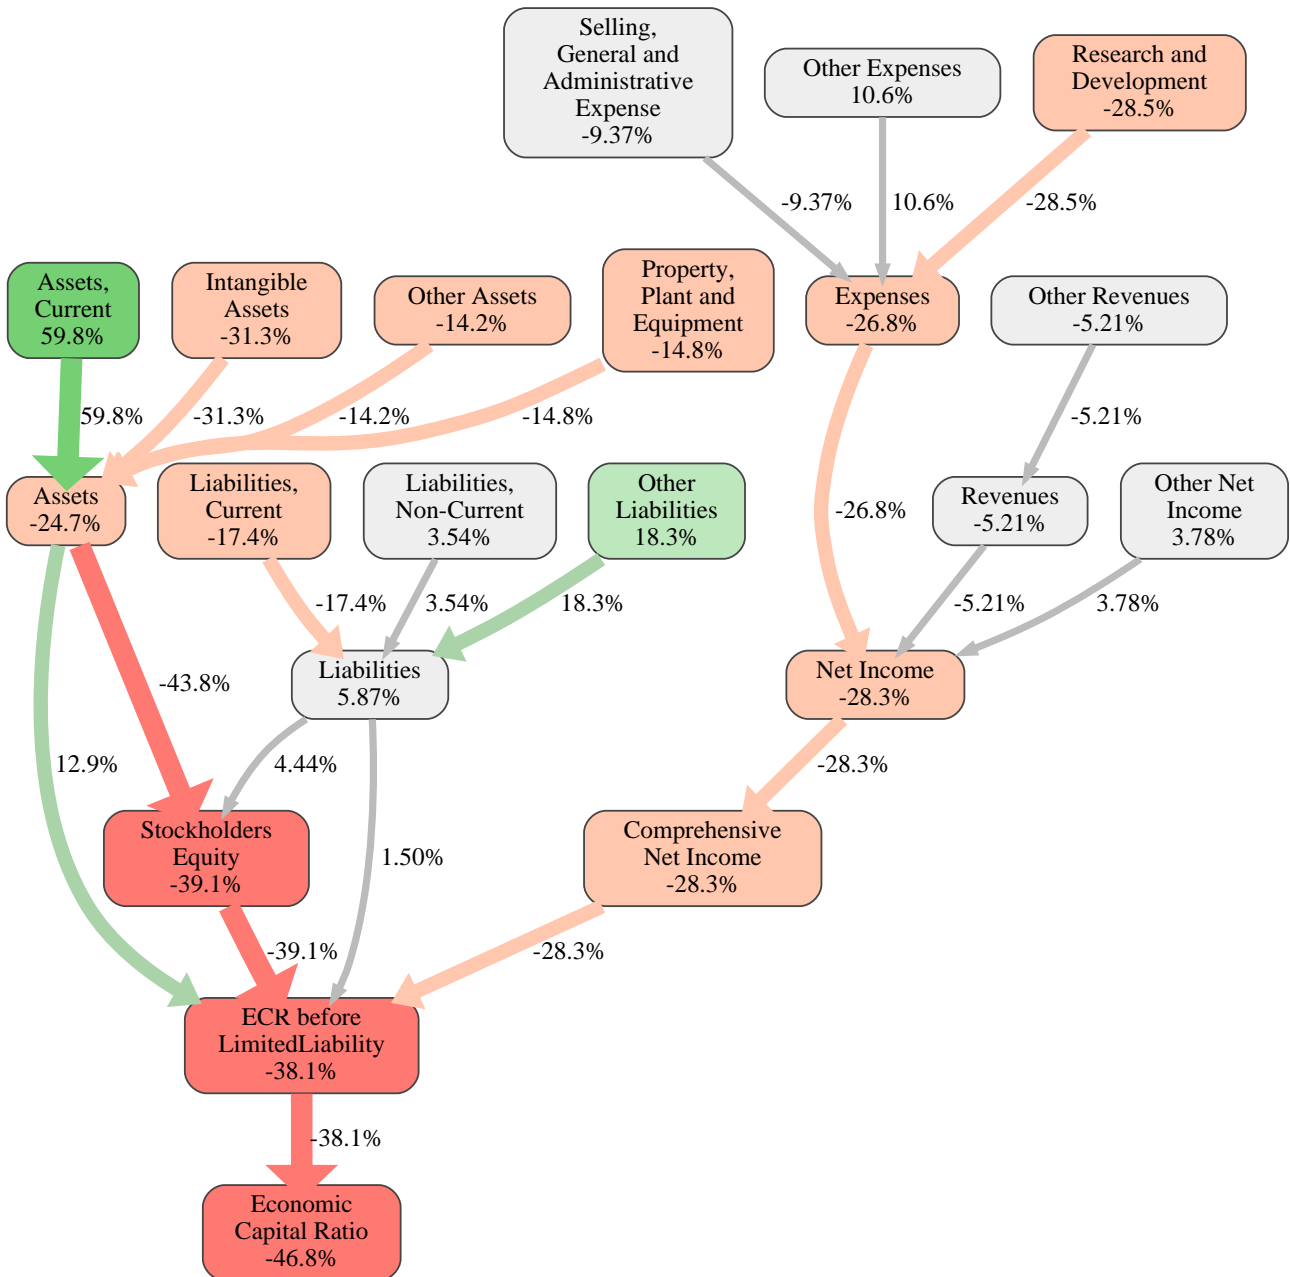 Selling,
General and
Administrative
Expense
-9.37%
Other Expenses
10.6%
Research and
Development
-28.5%
-9.37%
10.6%
-28.5%
Assets,
Current
59.8%
Intangible
Assets
-31.3%
Other Assets
-14.2%
Property,
Plant and
Equipment
-14.8%
Expenses
-26.8%
Other Revenues
-5.21%
59.8%
-31.3%
-14.2%
-14.8%
-5.21%
Assets
-24.7%
Liabilities,
Current
-17.4%
Liabilities,
Non-Current
3.54%
Other
Liabilities
18.3%
-26.8%
Revenues
-5.21%
Other Net
Income
3.78%
-17.4%
3.54%
18.3%
-5.21%
3.78%
-43.8%
Liabilities
5.87%
Net Income
-28.3%
12.9%
4.44%
-28.3%
Stockholders
Equity
-39.1%
1.50%
Comprehensive
Net Income
-28.3%
-39.1%
-28.3%
ECR before
LimitedLiability
-38.1%
-38.1%
Economic
Capital Ratio
-46.8%